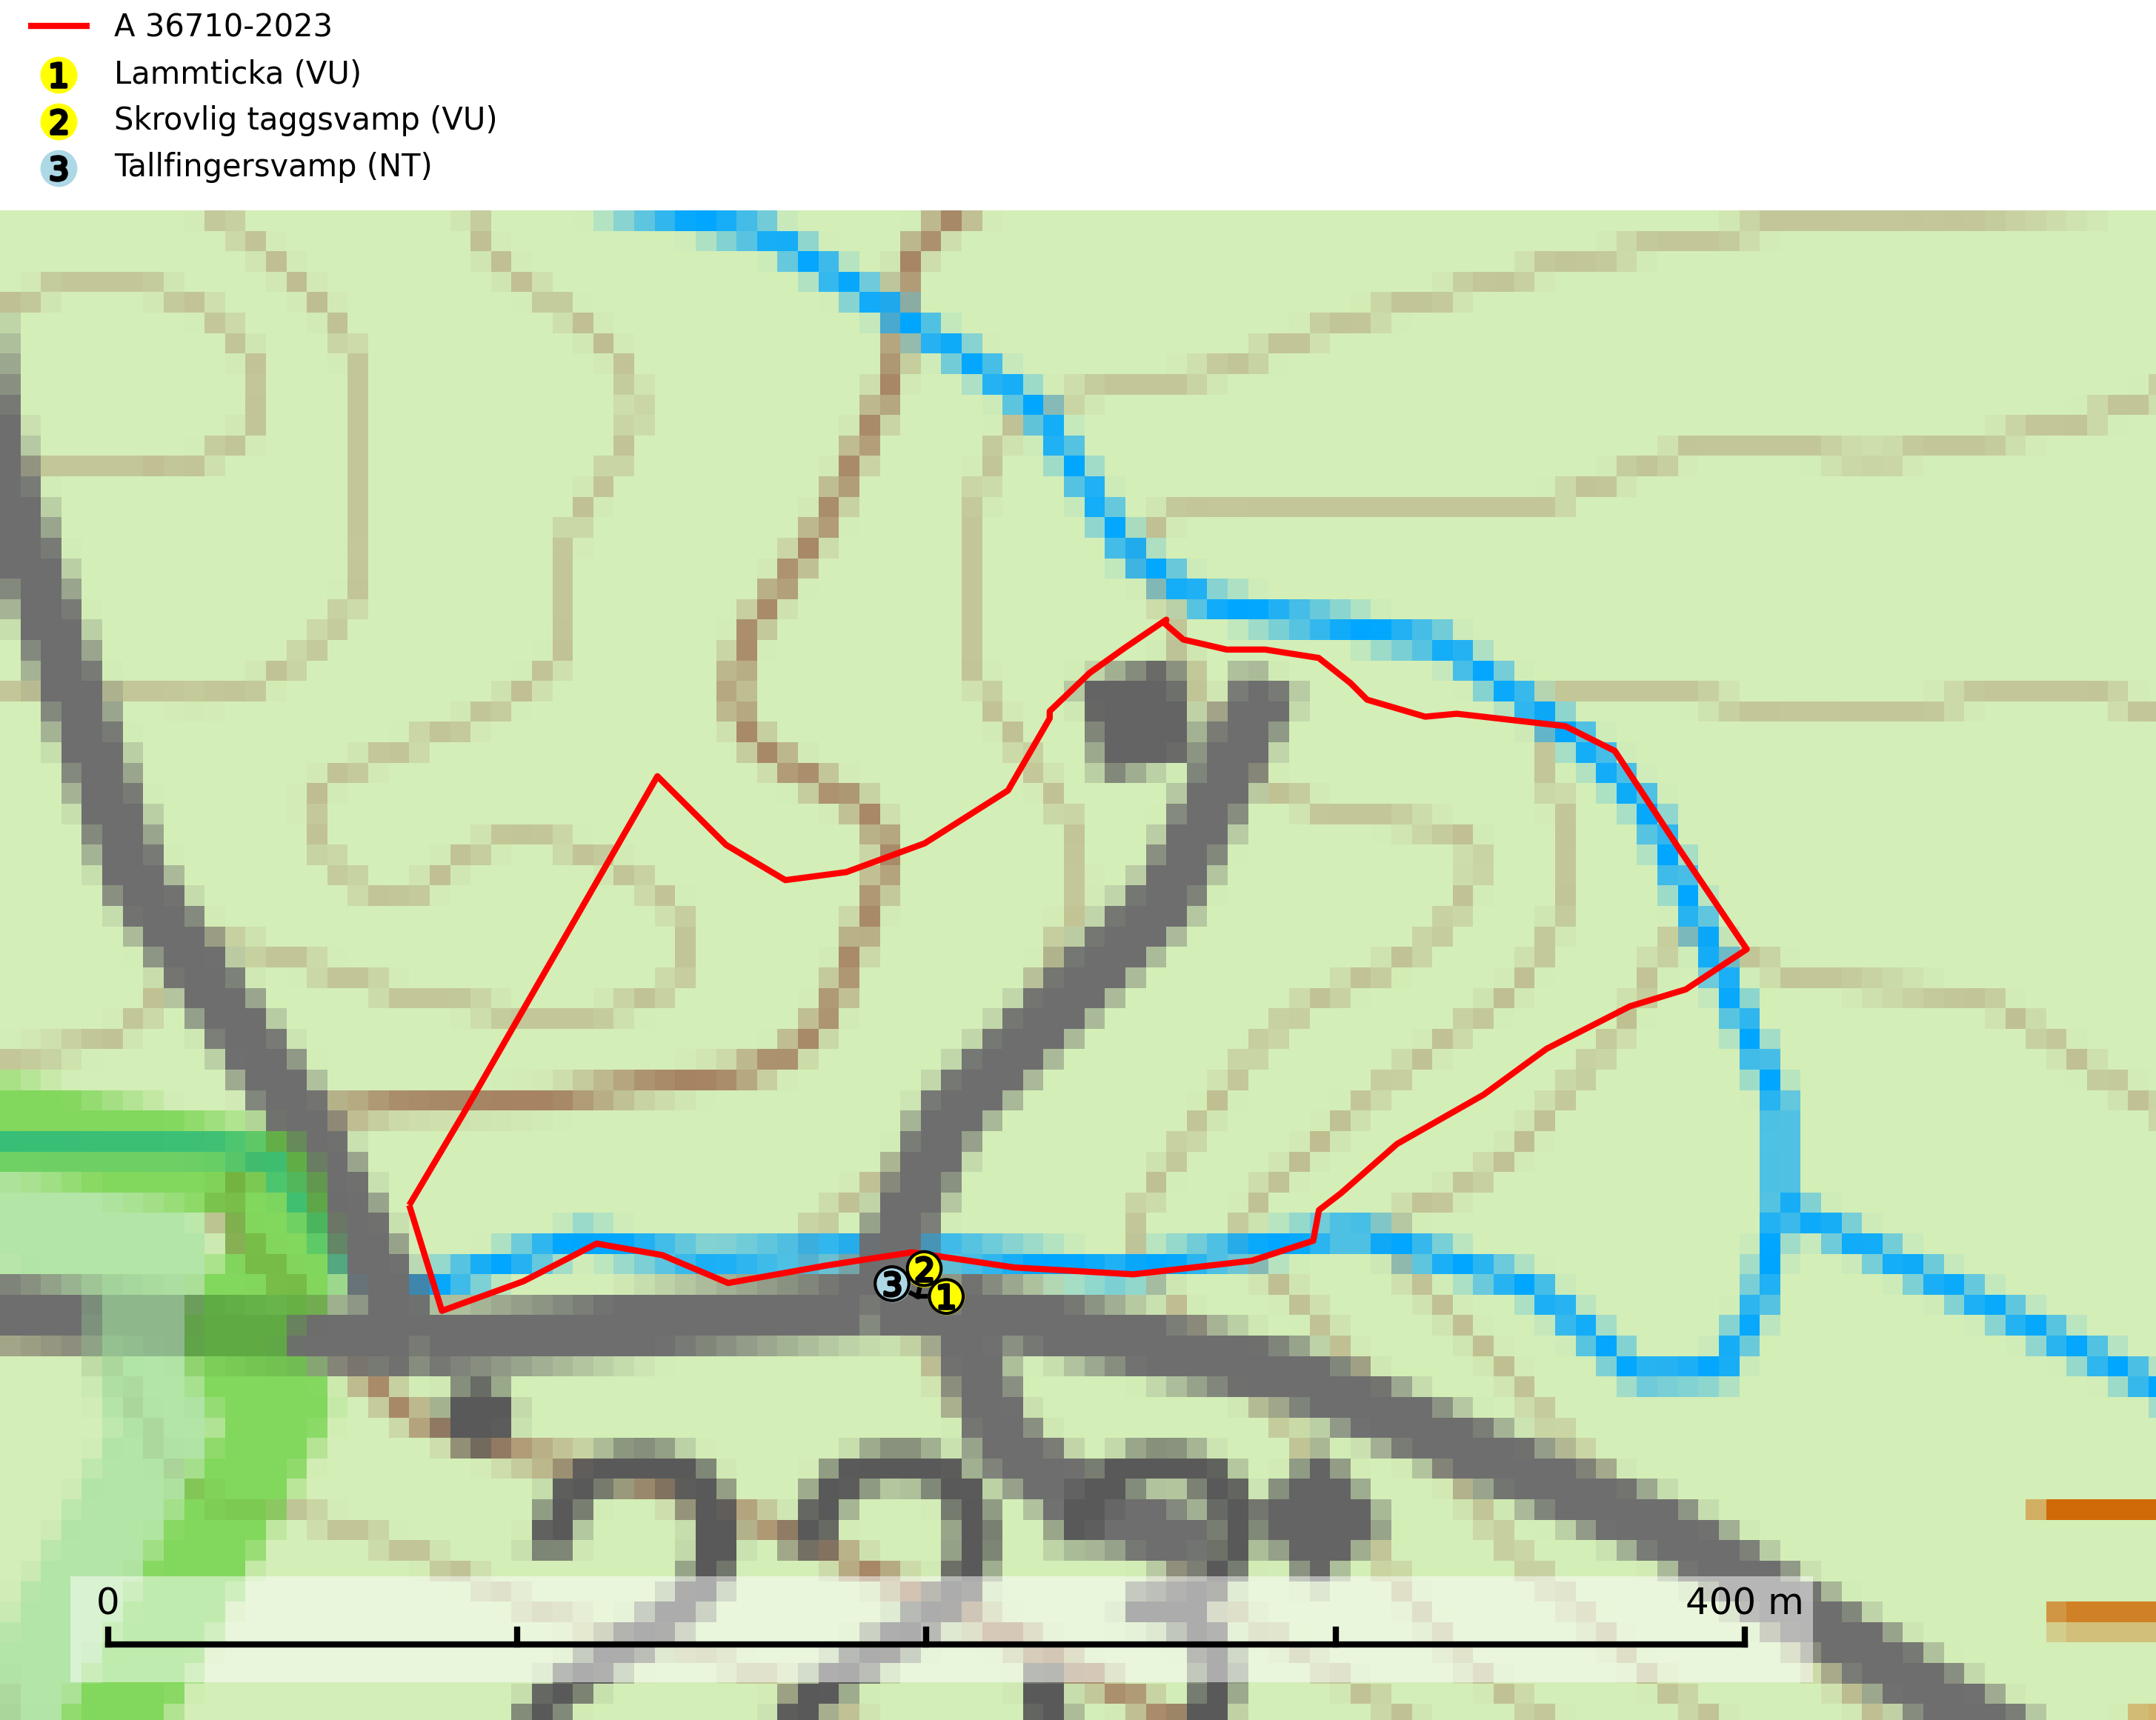 A 36710-2023
1 Lammticka (VU)
2 Skrovlig taggsvamp (VU)
3 Tallfingersvamp (NT)
2
3
1
0 400 m